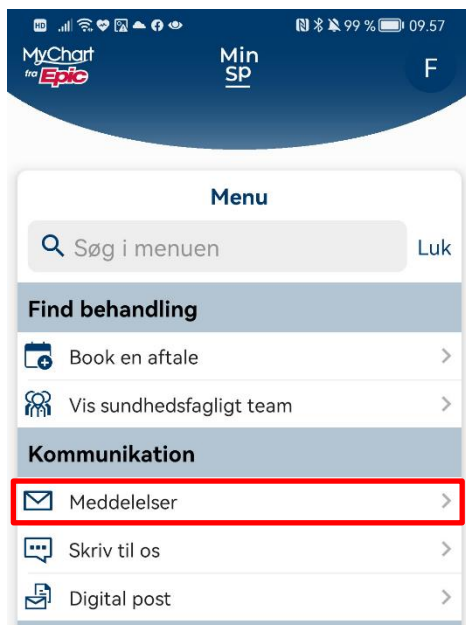 HD 99 % 09.57
MyChart
fra Epic
Min
SP
F
Menu
Søg i menuen Luk
Find behandling
Book en aftale
Vis sundhedsfagligt team
Kommunikation
Meddelelser
Skriv til os
Digital post